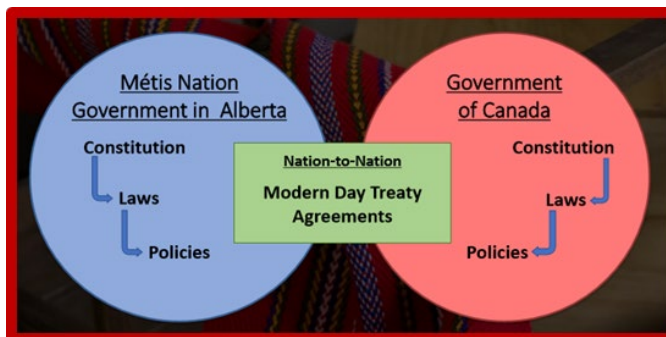 Métis Nation
Government in Alberta
Constitution
Laws
Policies
Nation-to-Nation
Modern Day Treaty
Agreements
Government
of Canada
Constitution
Laws
Policies